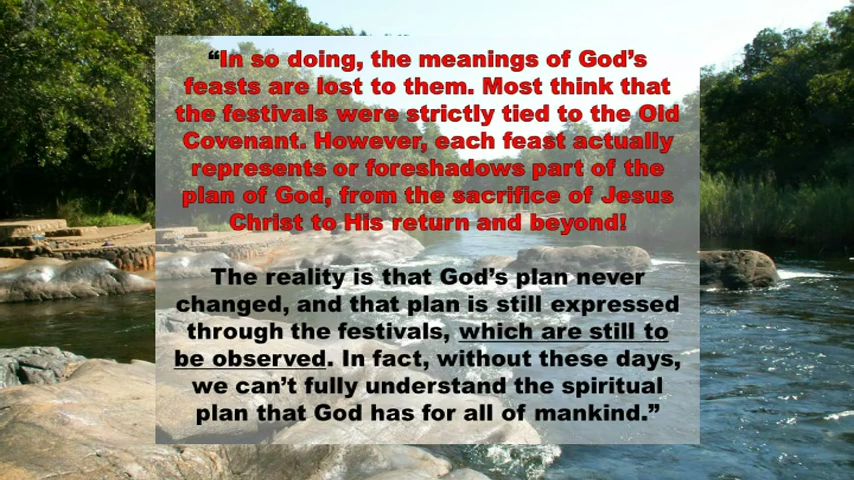 “In so doing, the meanings of God’s
feasts are lost to them. Most think that
the festivals were strictly tied to the Old
Covenant. However, each feast actually
represents or foreshadows part of the
plan of God, from the sacrifice of Jesus
Christ to His return and beyond!
The reality is that God’s plan never
changed, and that plan is still expressed
through the festivals, which are still to
be observed. In fact, without these days,
we can’t fully understand the spiritual
plan that God has for all of mankind.”